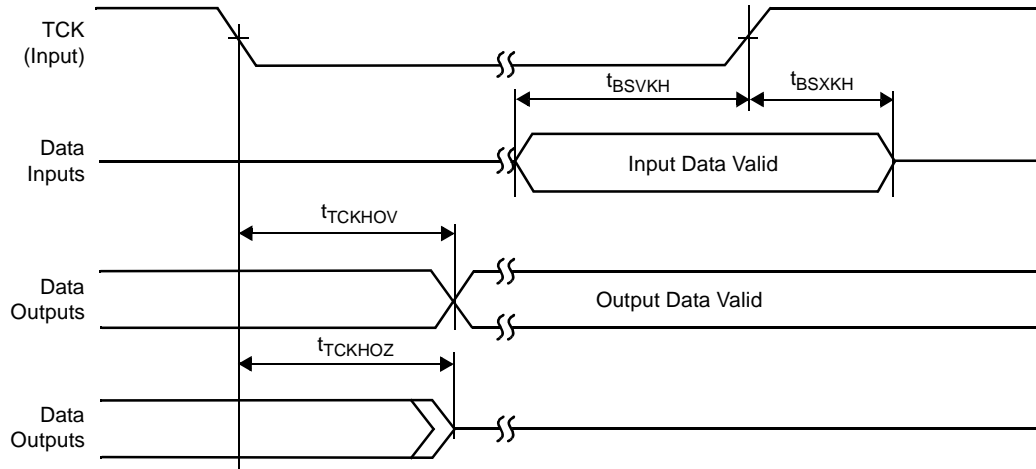 TCK
(Input)
tBSVKH
tBSXKH
Data
Inputs
Input Data Valid
tTCKHOV
Data
Outputs
Output Data Valid
tTCKHOZ
Data
Outputs